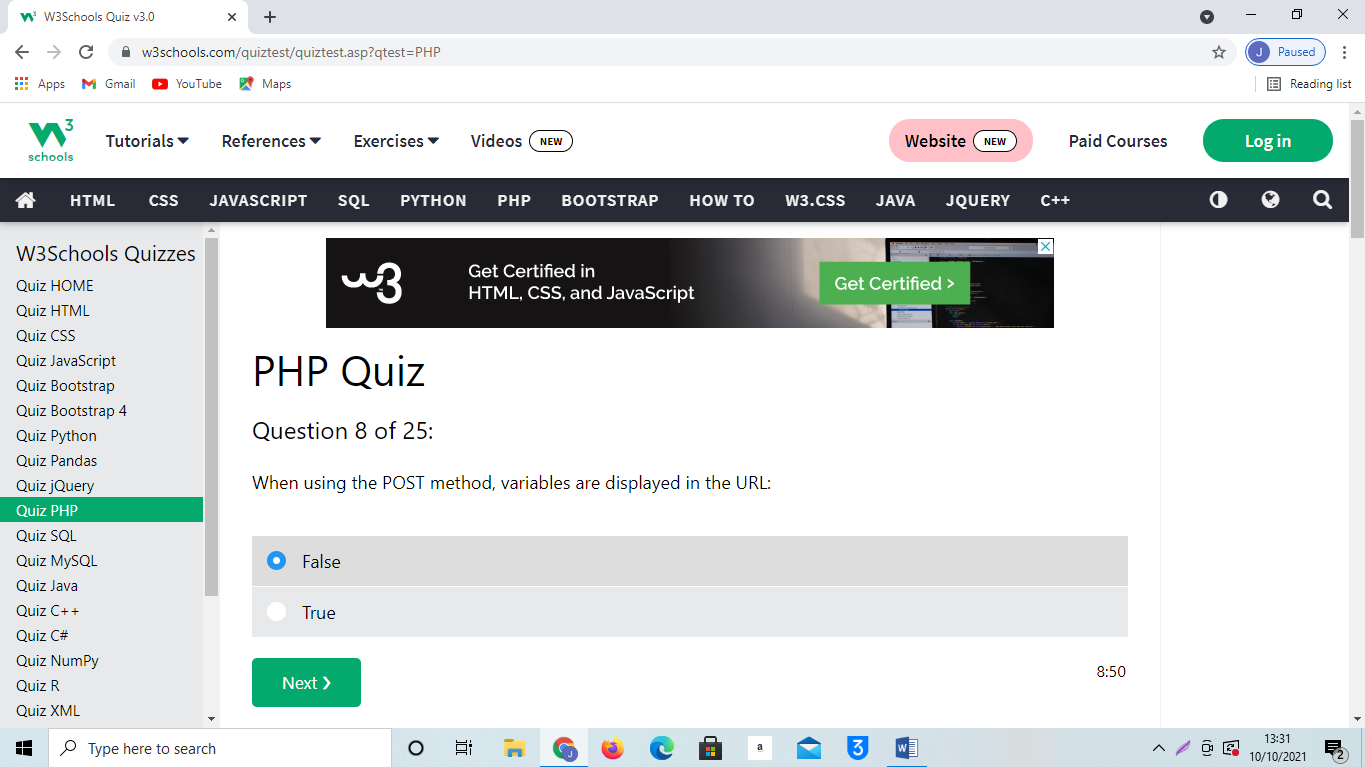 W3Schools Quiz v3.0
w3schools.com/quiztest/quiztest.asp?qtest=PHP
J Paused
Apps Gmail YouTube Maps Reading list
W3 schools
Tutorials References Exercises Videos NEW Website NEW Paid Courses Log in
HTML CSS JAVASCRIPT SQL PYTHON PHP BOOTSTRAP HOW TO W3.CSS JAVA JQUERY C++
W3Schools Quizzes
Quiz HOME
Quiz HTML
Quiz CSS
Quiz JavaScript
Quiz Bootstrap
Quiz Bootstrap 4
Quiz Python
Quiz Pandas
Quiz jQuery
Quiz PHP
Quiz SQL
Quiz MySQL
Quiz Java
Quiz C++
Quiz C#
Quiz NumPy
Quiz R
Quiz XML
w3
Get Certified in
HTML, CSS, and JavaScript
Get Certified >
PHP Quiz
Question 8 of 25:
When using the POST method, variables are displayed in the URL:
False
True
Next ❯
8:50
Type here to search
J
a
3
W
13:31
10/10/2021
2